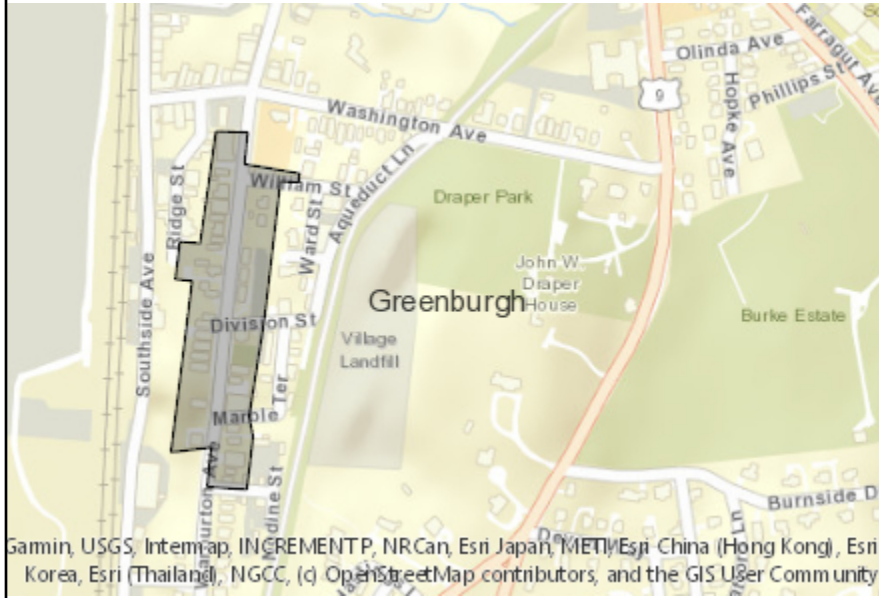 Farragut Ave
Olinda Ave
Phillips St
Hopke Ave
9
Washington Ave
William St
Ridge St
Ward St
Aqueduct Ln
Draper Park
John W.
Draper
House
Greenburgh
Burke Estate
Southside Ave
Division St
Village
Landfill
Marble Ter
Warburton Ave
Nodine St
Burnside D
Garmin, USGS, Intermap, INCREMENT P, NRCan, Esri Japan, METI, Esri China (Hong Kong), Esri
Korea, Esri (Thailand), NGCC, (c) OpenStreetMap contributors, and the GIS User Community